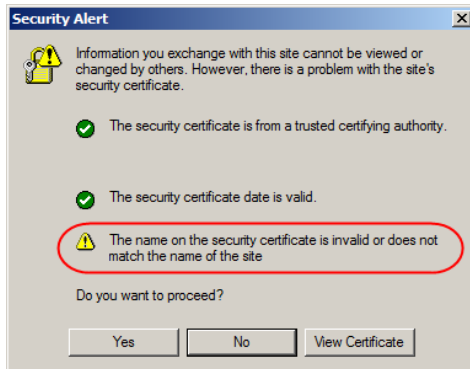 Security Alert
Information you exchange with this site cannot be viewed or
changed by others. However, there is a problem with the site's
security certificate.
The security certificate is from a trusted certifying authority.
The security certificate date is valid.
The name on the security certificate is invalid or does not
match the name of the site
Do you want to proceed?
Yes
No
View Certificate